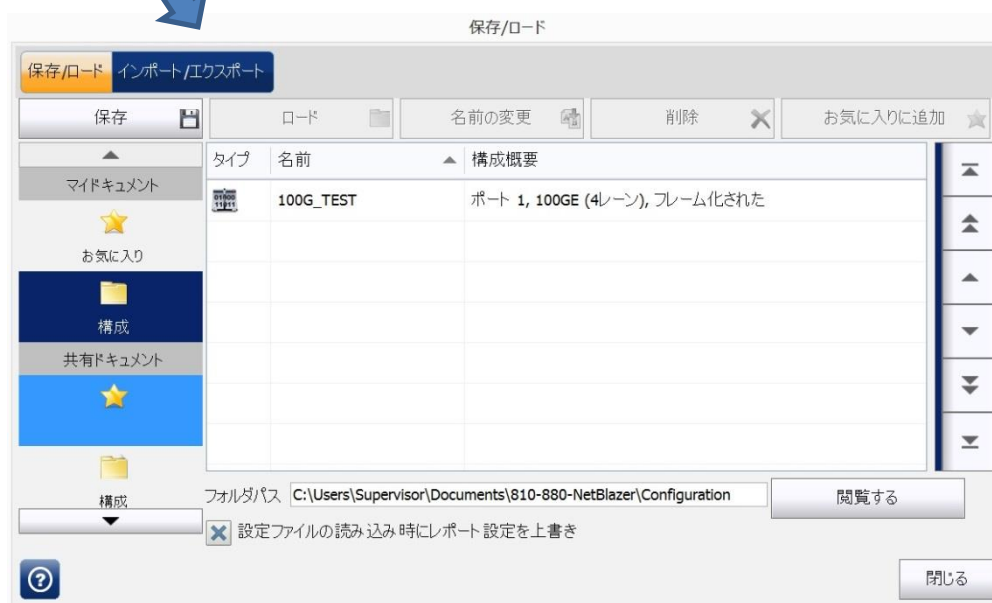 保存/ロード
保存/ロード インポート/エクスポート
保存 ロード 名前の変更 削除 お気に入りに追加
マイドキュメント
お気に入り
構成
共有ドキュメント
構成
タイプ 名前 構成概要
100G_TEST ポート 1, 100GE (4レーン), フレーム化された
フォルダパス C:\Users\Supervisor\Documents\810-880-NetBlazer\Configuration 閲覧する
設定ファイルの読み込み時にレポート設定を上書き
閉じる